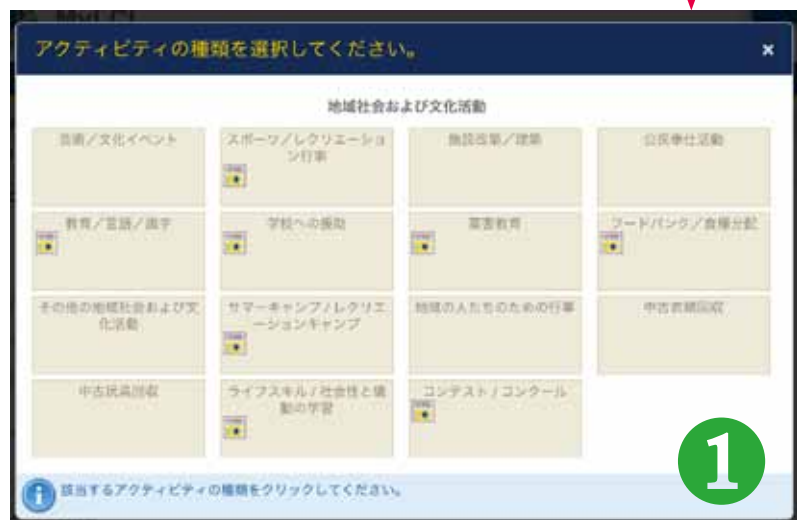 MyLCI
アクティビティの種類を選択してください。
×
地域社会および文化活動
芸術／文化イベント
スポーツ／レクリエーショ
ン行事
施設改築／建築
公民奉仕活動
教育／言語／識字
学校への援助
薬害教育
フードバンク／食糧分配
その他の地域社会および文
化活動
サマーキャンプ/レクリエ
ーションキャンプ
地域の人たちのための行事
中古衣類回収
中古玩具回収
ライフスキル/社会性と情
動の学習
コンテスト/コンクール
1
該当するアクティビティの種類をクリックしてください。